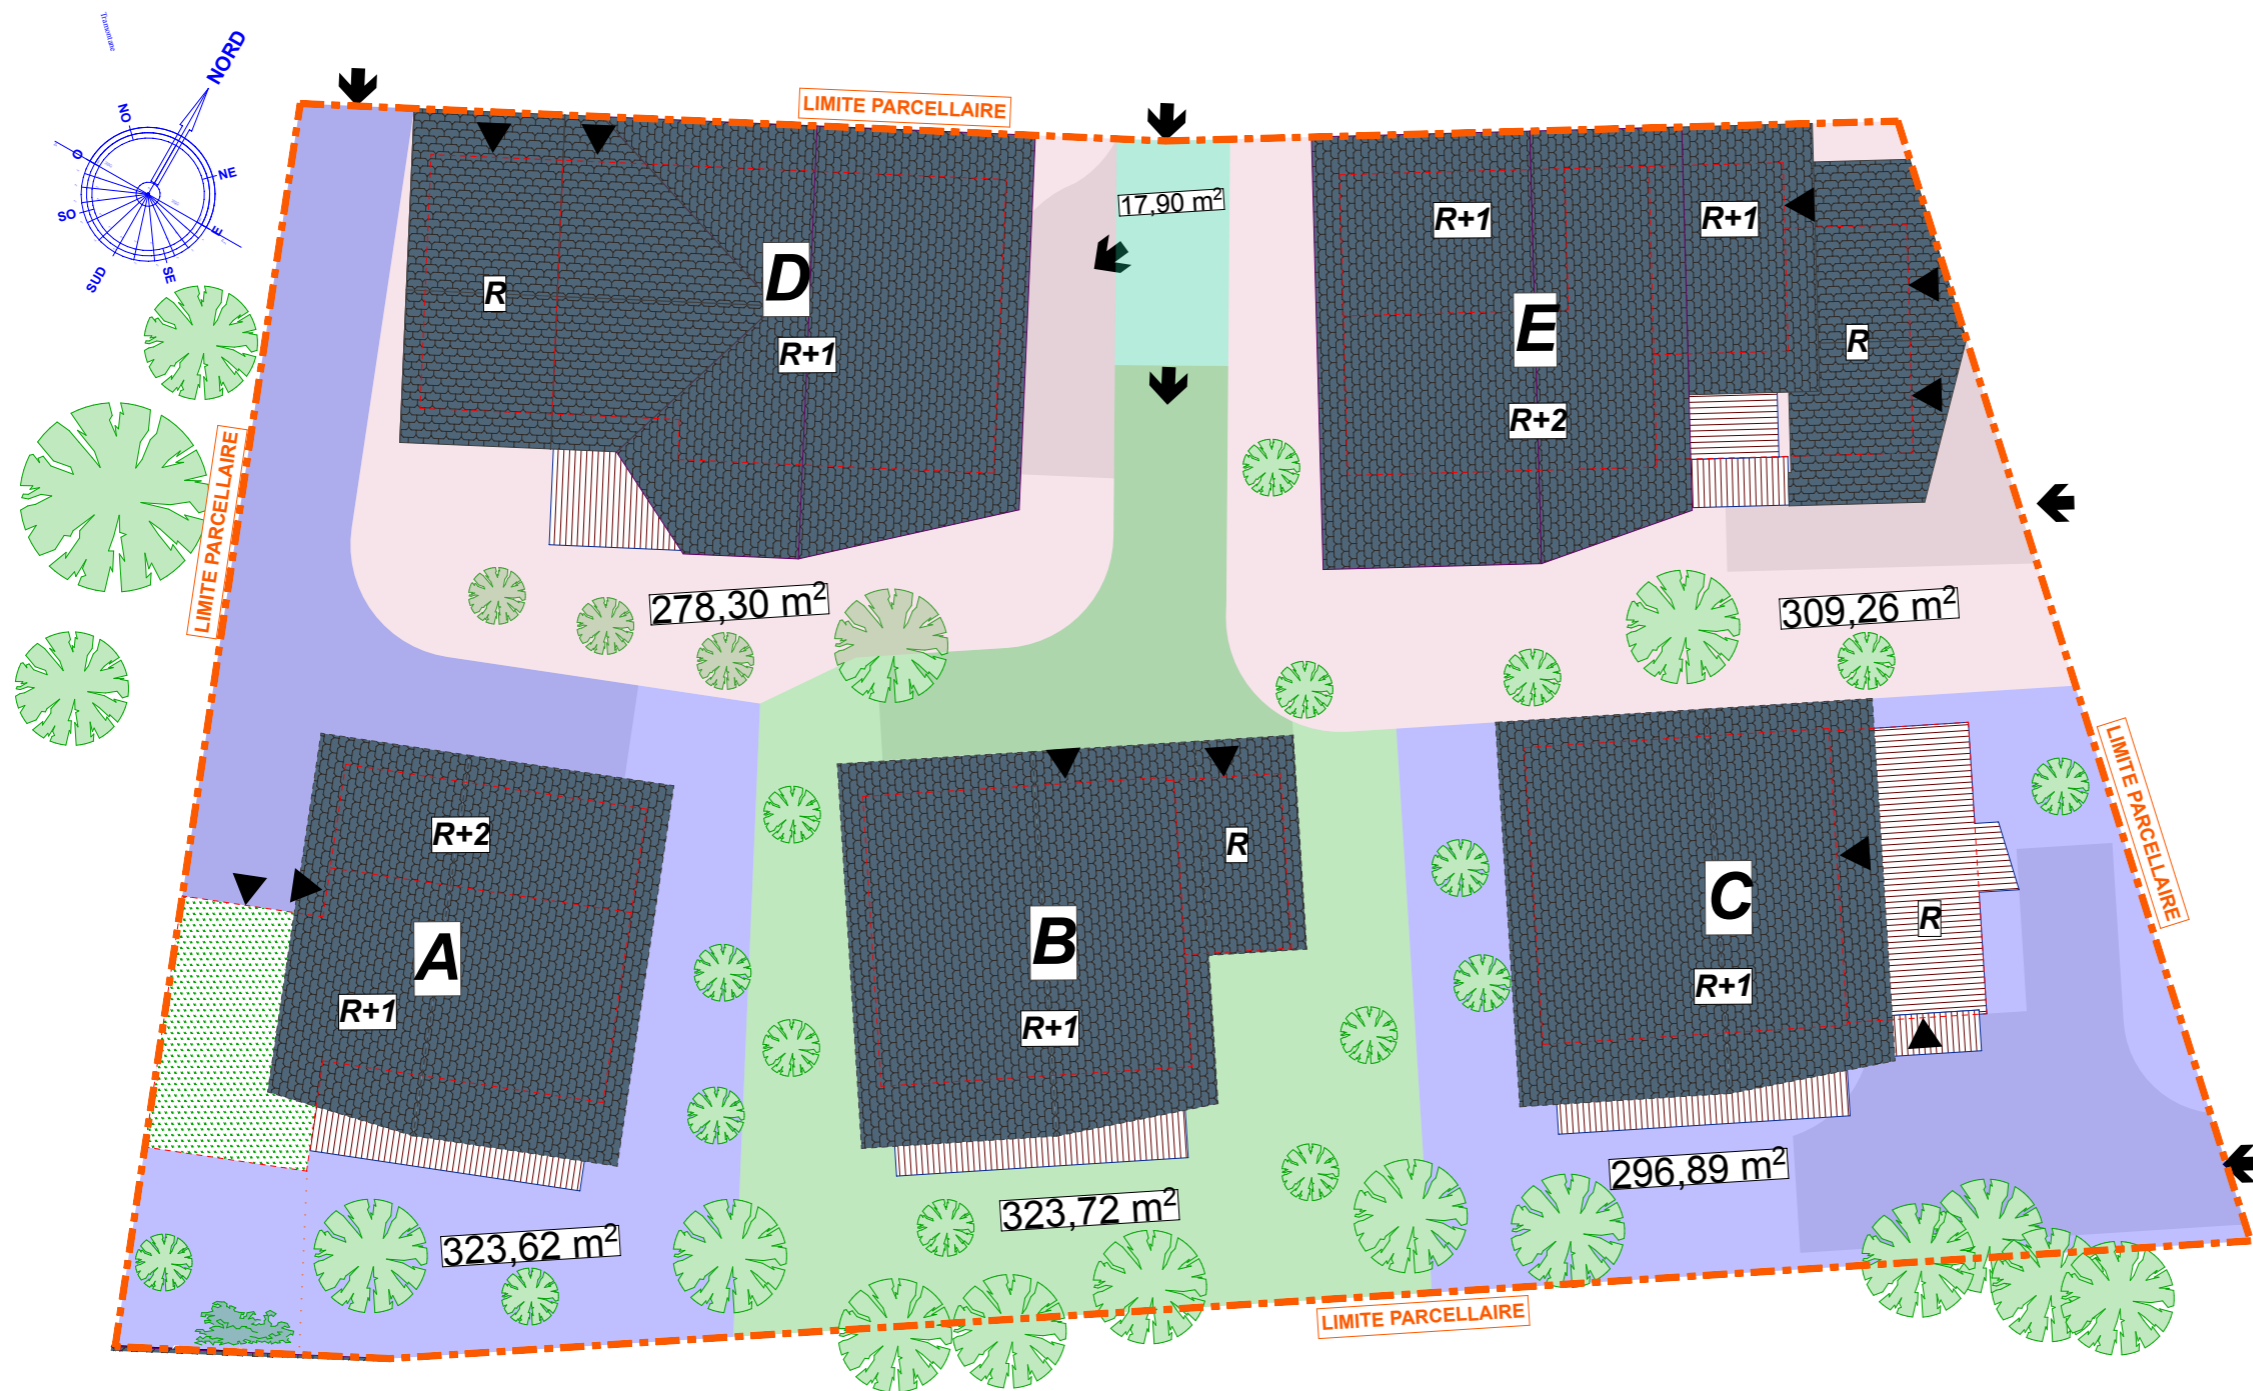 Tramontane
NORD
NO
NE
O
SO
E
SUD
SE
LIMITE PARCELLAIRE
17,90 m²
R+1
R+1
D
R
E
R+1
R
R+2
LIMITE PARCELLAIRE
278,30 m²
309,26 m²
LIMITE PARCELLAIRE
R+2
R
C
R
A
B
R+1
R+1
R+1
296,89 m²
323,72 m²
323,62 m²
LIMITE PARCELLAIRE